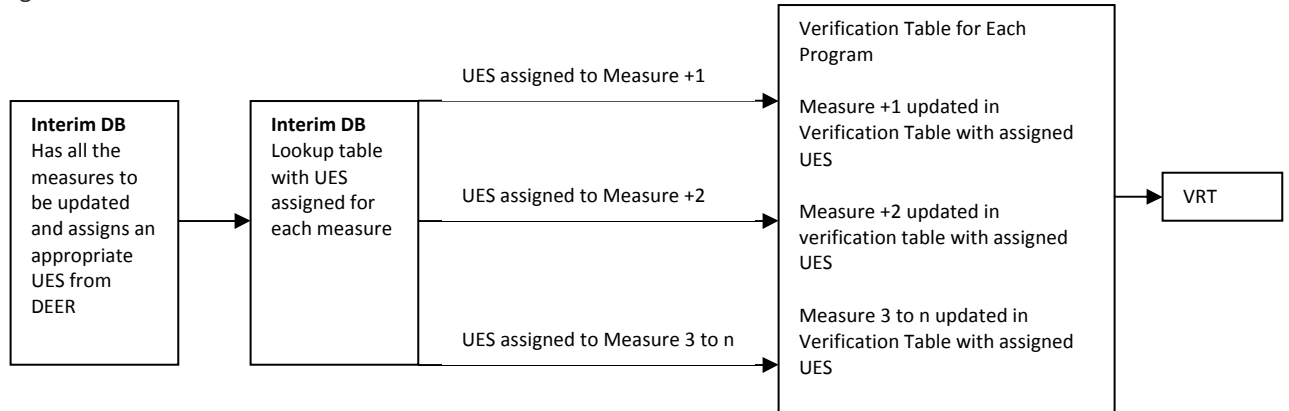 Interim DB
Has all the
measures to
be updated
and assigns an
appropriate
UES from
DEER
Interim DB
Lookup table
with UES
assigned for
each measure
UES assigned to Measure +1
UES assigned to Measure +2
UES assigned to Measure 3 to n
Verification Table for Each
Program
Measure +1 updated in
Verification Table with assigned
UES
Measure +2 updated in
verification table with assigned
UES
Measure 3 to n updated in
Verification Table with assigned
UES
VRT